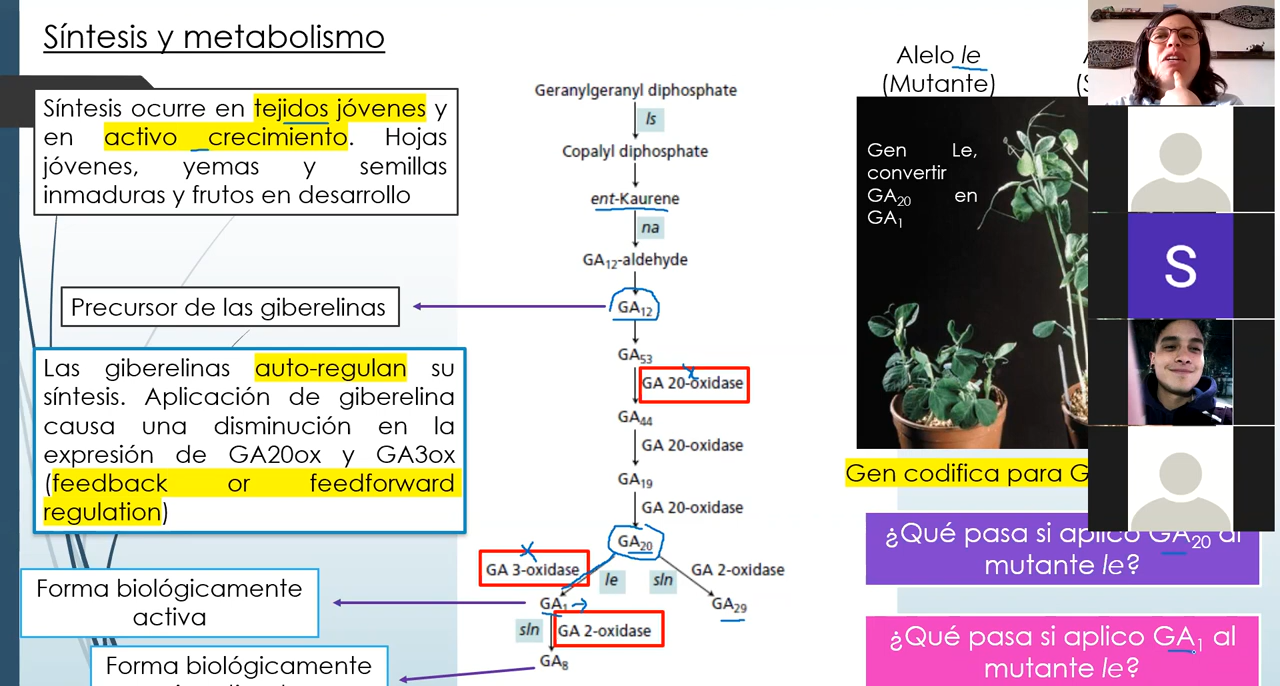 Síntesis y metabolismo
Síntesis ocurre en tejidos jóvenes y
en activo crecimiento. Hojas
jóvenes, yemas y semillas
inmaduras y frutos en desarrollo
Precursor de las giberelinas
Las giberelinas auto-regulan su
síntesis. Aplicación de giberelina
causa una disminución en la
expresión de GA20ox y GA3ox
(feedback or feedforward
regulation)
Forma biológicamente
activa
Forma biológicamente
Geranylgeranyl diphosphate
ls
Copalyl diphosphate
ent-Kaurene
na
GA12-aldehyde
GA12
GA53
GA 20-oxidase
GA44
GA 20-oxidase
GA19
GA 20-oxidase
GA20
GA 3-oxidase
le
sln
GA 2-oxidase
GA1
GA29
sln
GA 2-oxidase
GA8
Alelo le
(Mutante)
Gen Le,
convertir
GA20 en
GA1
Gen codifica para
¿Qué pasa si aplico GA20 al
mutante le?
¿Qué pasa si aplico GA1 al
mutante le?
S